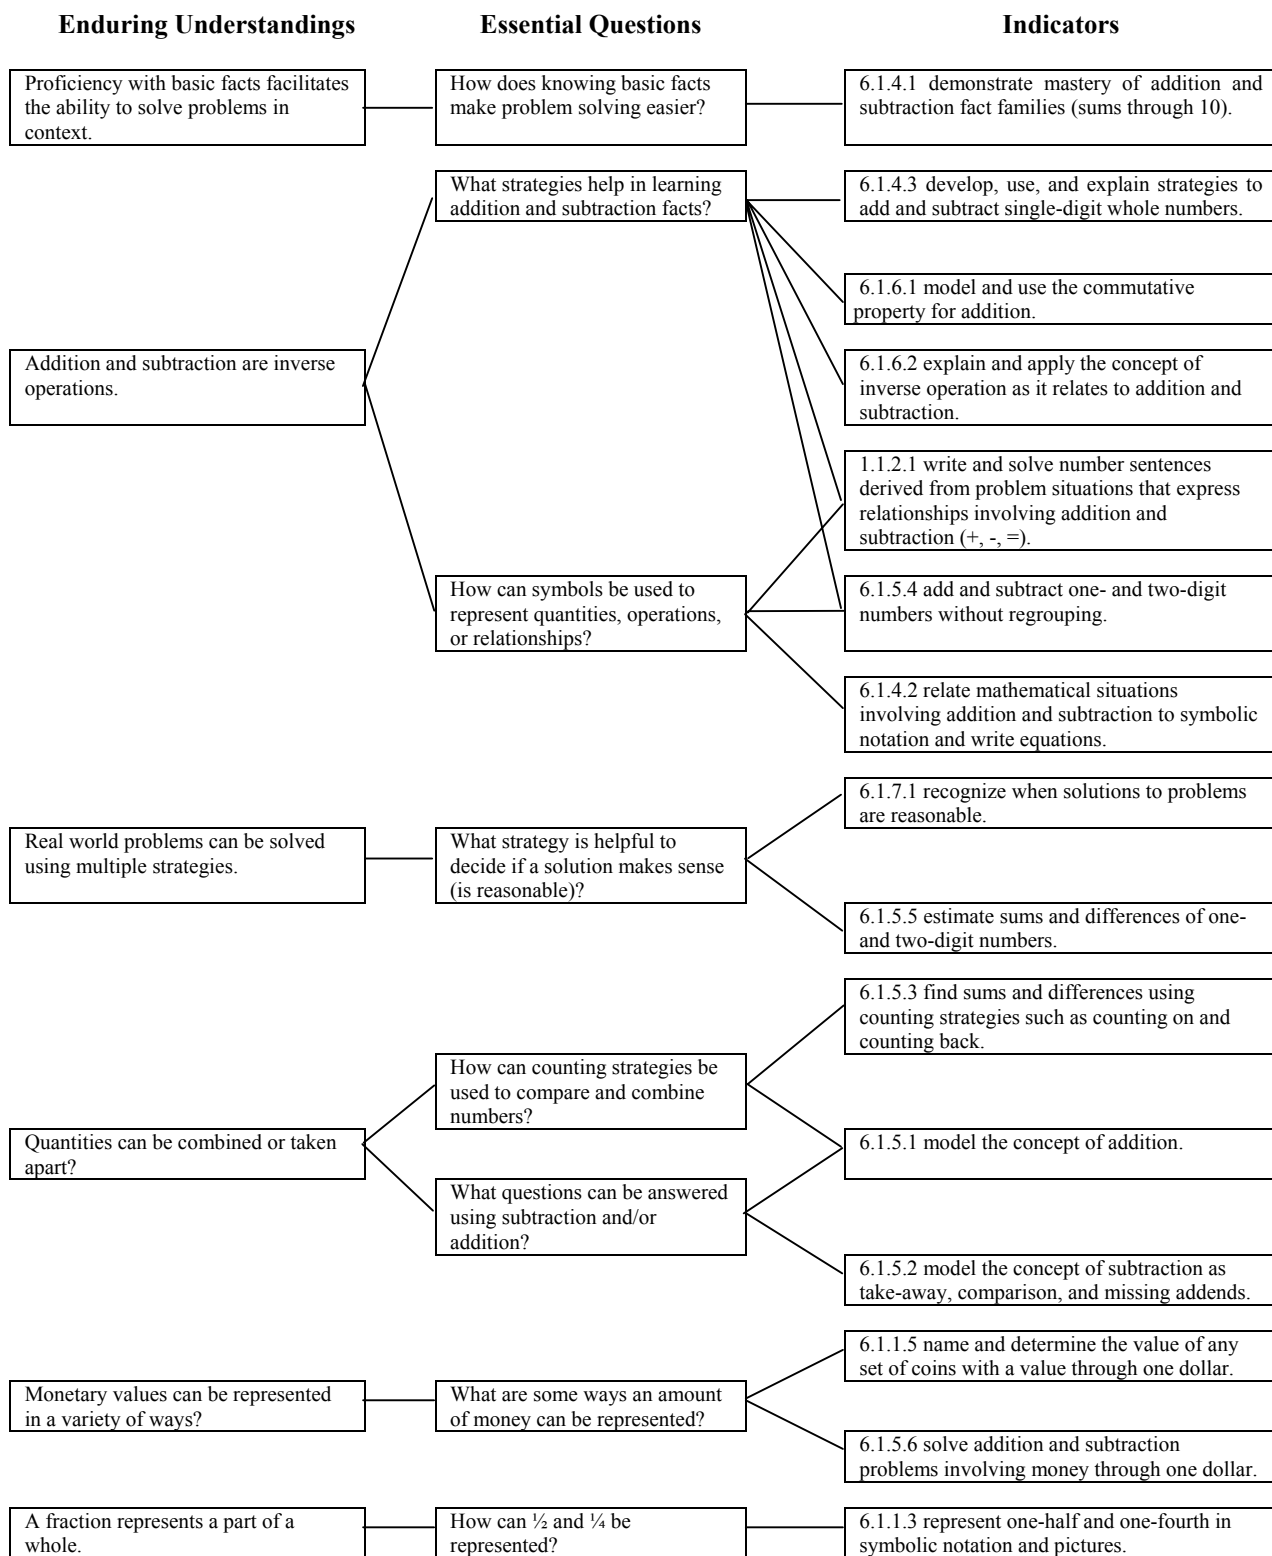 Enduring Understandings
Essential Questions
Indicators
Proficiency with basic facts facilitates
the ability to solve problems in
context.
How does knowing basic facts
make problem solving easier?
6.1.4.1 demonstrate mastery of addition and
subtraction fact families (sums through 10).
What strategies help in learning
addition and subtraction facts?
6.1.4.3 develop, use, and explain strategies to
add and subtract single-digit whole numbers.
6.1.6.1 model and use the commutative
property for addition.
Addition and subtraction are inverse
operations.
6.1.6.2 explain and apply the concept of
inverse operation as it relates to addition and
subtraction.
1.1.2.1 write and solve number sentences
derived from problem situations that express
relationships involving addition and
subtraction (+, -, =).
How can symbols be used to
represent quantities, operations,
or relationships?
6.1.5.4 add and subtract one- and two-digit
numbers without regrouping.
6.1.4.2 relate mathematical situations
involving addition and subtraction to symbolic
notation and write equations.
6.1.7.1 recognize when solutions to problems
are reasonable.
Real world problems can be solved
using multiple strategies.
What strategy is helpful to
decide if a solution makes sense
(is reasonable)?
6.1.5.5 estimate sums and differences of one-
and two-digit numbers.
6.1.5.3 find sums and differences using
counting strategies such as counting on and
counting back.
How can counting strategies be
used to compare and combine
numbers?
Quantities can be combined or taken
apart?
6.1.5.1 model the concept of addition.
What questions can be answered
using subtraction and/or
addition?
6.1.5.2 model the concept of subtraction as
take-away, comparison, and missing addends.
6.1.1.5 name and determine the value of any
set of coins with a value through one dollar.
Monetary values can be represented
in a variety of ways?
What are some ways an amount
of money can be represented?
6.1.5.6 solve addition and subtraction
problems involving money through one dollar.
A fraction represents a part of a
whole.
How can ½ and ¼ be
represented?
6.1.1.3 represent one-half and one-fourth in
symbolic notation and pictures.